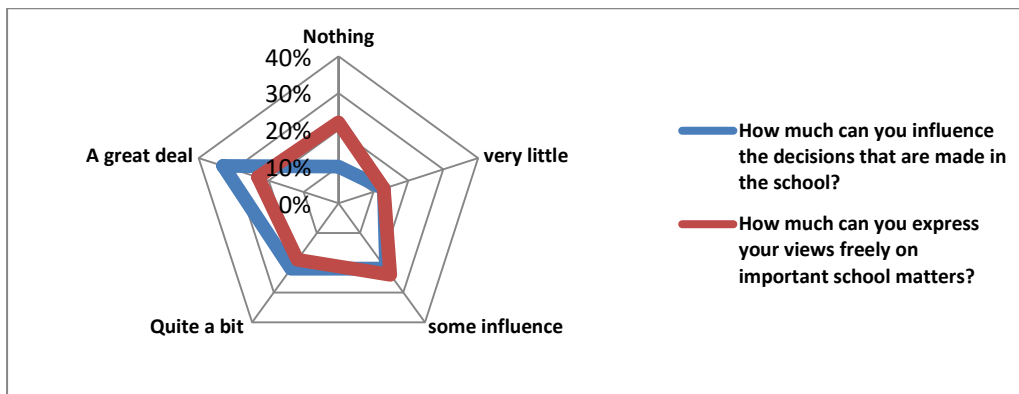 Nothing
40%
30%
20%
10%
0%
A great deal
very little
Quite a bit
some influence
How much can you influence
the decisions that are made in
the school?
How much can you express
your views freely on
important school matters?